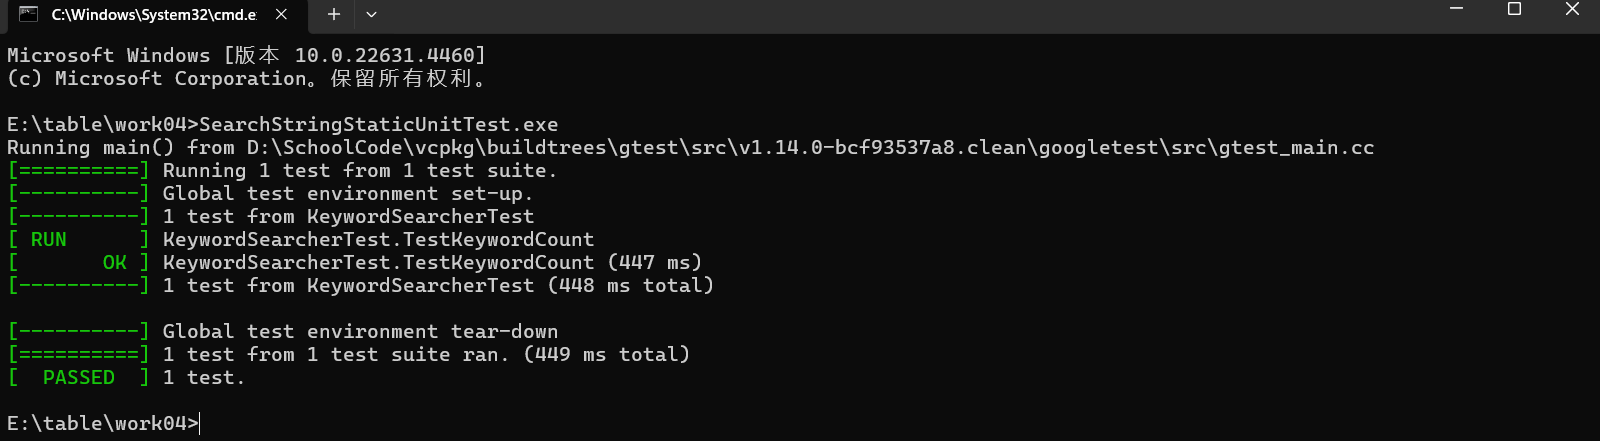 C:\Windows\System32\cmd.e
Microsoft Windows [版本 10.0.22631.4460]
(c) Microsoft Corporation。保留所有权利。
E:\table\work04>SearchStringStaticUnitTest.exe
Running main() from D:\SchoolCode\vcpkg\buildtrees\gtest\src\v1.14.0-bcf93537a8.clean\googletest\src\gtest_main.cc
[==========] Running 1 test from 1 test suite.
[----------] Global test environment set-up.
[----------] 1 test from KeywordSearcherTest
[ RUN      ] KeywordSearcherTest.TestKeywordCount
[       OK ] KeywordSearcherTest.TestKeywordCount (447 ms)
[----------] 1 test from KeywordSearcherTest (448 ms total)
[----------] Global test environment tear-down
[==========] 1 test from 1 test suite ran. (449 ms total)
[  PASSED  ] 1 test.
E:\table\work04>